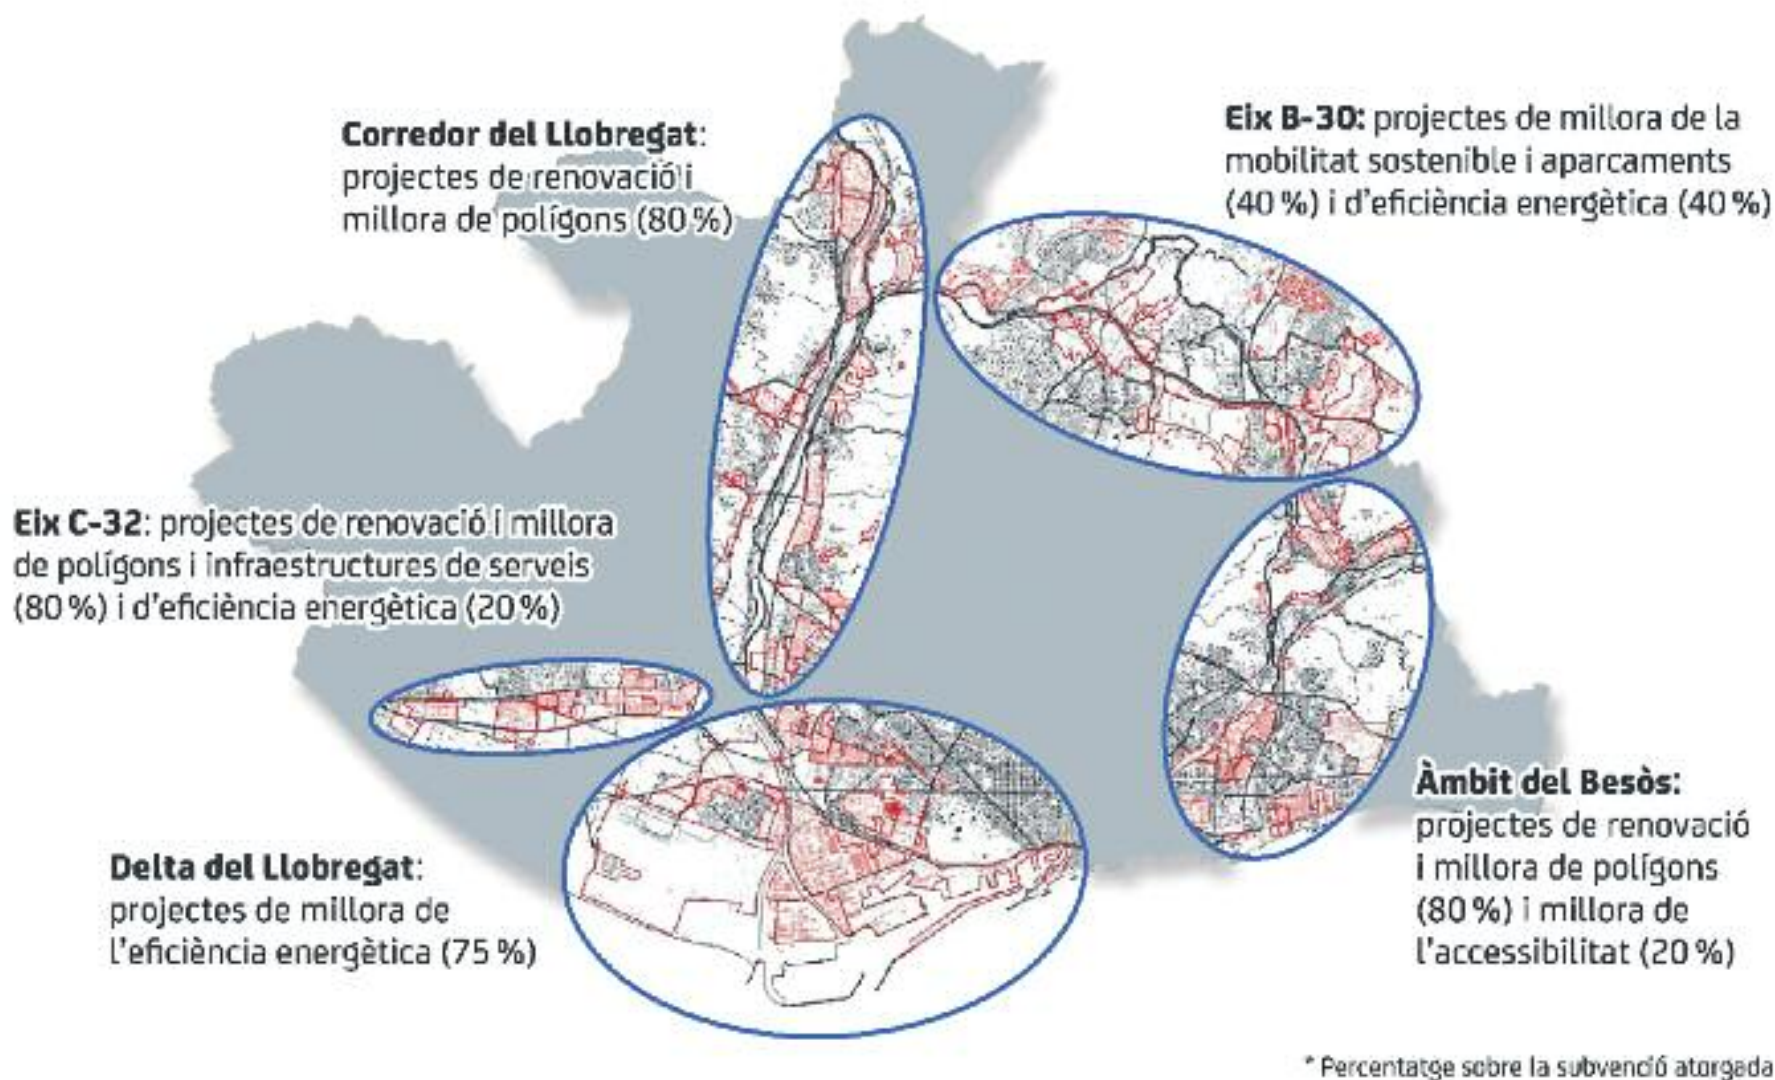 Corredor del Llobregat:
projectes de renovació i
millora de polígons (80 %)
Eix B-30: projectes de millora de la
mobilitat sostenible i aparcaments
(40 %) i d'eficiència energètica (40 %)
Eix C-32: projectes de renovació i millora
de polígons i infraestructures de serveis
(80 %) i d'eficiència energètica (20 %)
Delta del Llobregat:
projectes de millora de
l'eficiència energètica (75 %)
Àmbit del Besòs:
projectes de renovació
i millora de polígons
(80 %) i millora de
l'accessibilitat (20 %)
* Percentatge sobre la subvenció atorgada